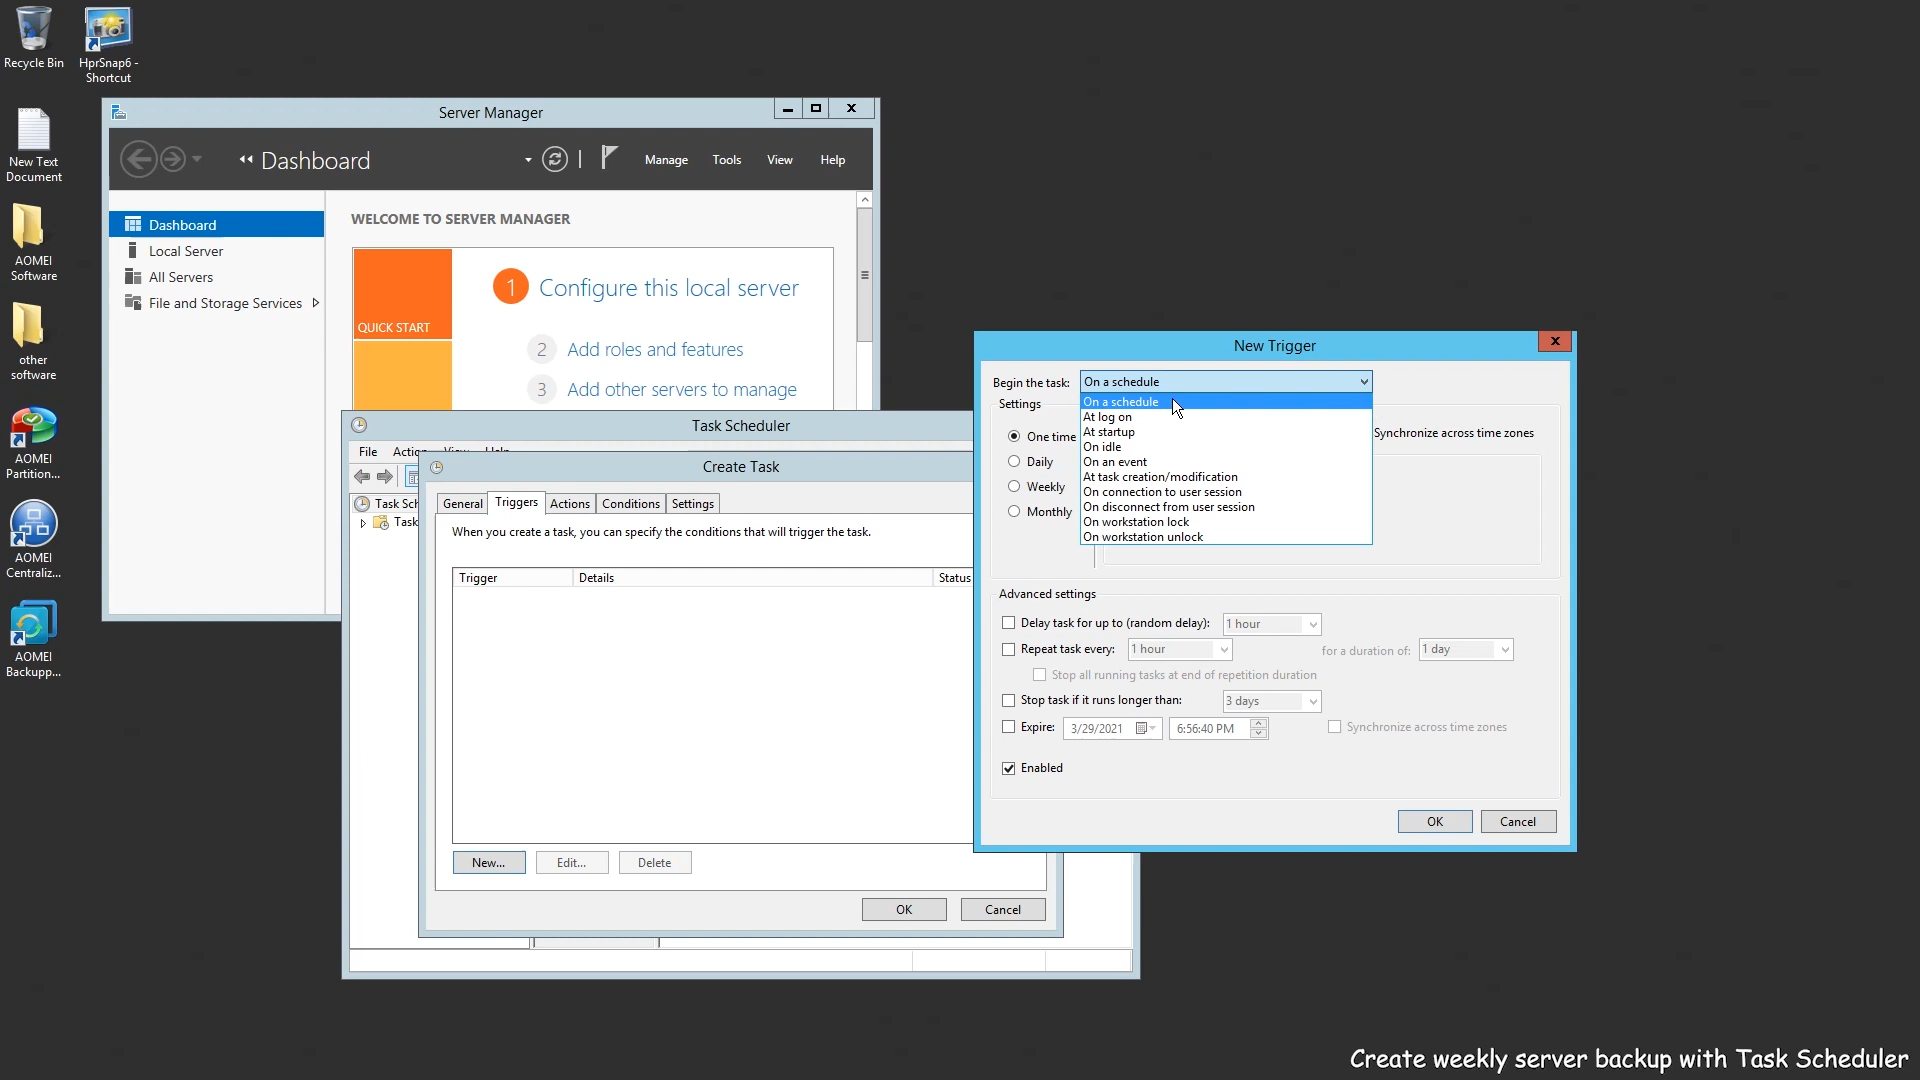 Recycle Bin
HprSnap6 -
Shortcut
New Text
Document
AOMEI
Software
other
software
AOMEI
Partition...
AOMEI
Centraliz...
AOMEI
Backupp...
Server Manager
Dashboard
Manage
Tools
View
Help
Dashboard
Local Server
All Servers
File and Storage Services
WELCOME TO SERVER MANAGER
QUICK START
1 Configure this local server
2 Add roles and features
3 Add other servers to manage
Task Scheduler
File
Task Sch
Task
Create Task
General
Triggers
Actions
Conditions
Settings
When you create a task, you can specify the conditions that will trigger the task.
Trigger
Details
Status
New...
Edit...
Delete
OK
Cancel
New Trigger
Begin the task:
On a schedule
On a schedule
At log on
At startup
On idle
On an event
At task creation/modification
On connection to user session
On disconnect from user session
On workstation lock
On workstation unlock
Settings
One time
Daily
Weekly
Monthly
Synchronize across time zones
Advanced settings
Delay task for up to (random delay):
1 hour
Repeat task every:
1 hour
for a duration of:
1 day
Stop all running tasks at end of repetition duration
Stop task if it runs longer than:
3 days
Expire:
3/29/2021
6:56:40 PM
Synchronize across time zones
Enabled
OK
Cancel
Create weekly server backup with Task Scheduler